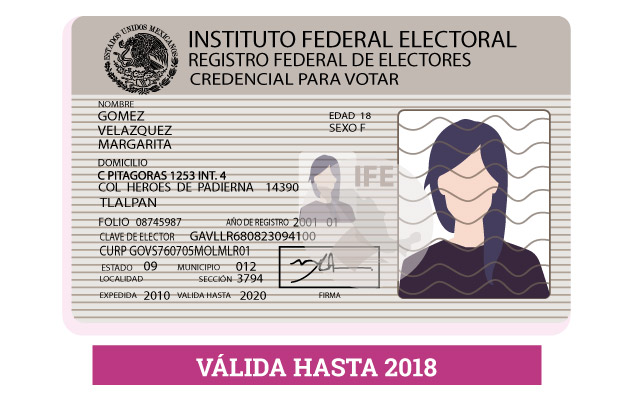 ESTADOS UNIDOS MEXICANOS
INSTITUTO FEDERAL ELECTORAL
REGISTRO FEDERAL DE ELECTORES
CREDENCIAL PARA VOTAR
NOMBRE
GOMEZ
VELAZQUEZ
MARGARITA
EDAD 18
SEXO F
DOMICILIO
C PITAGORAS 1253 INT. 4
COL HEROES DE PADIERNA 14390
TLALPAN
IFE
FOLIO 08745987 AÑO DE REGISTRO 2001 01
CLAVE DE ELECTOR GAVLLR680823094100
CURP GOVS760705MOLMLR01
ESTADO 09 MUNICIPIO 012
LOCALIDAD SECCIÓN 3794
EXPEDIDA 2010 VALIDA HASTA 2020 FIRMA
VÁLIDA HASTA 2018